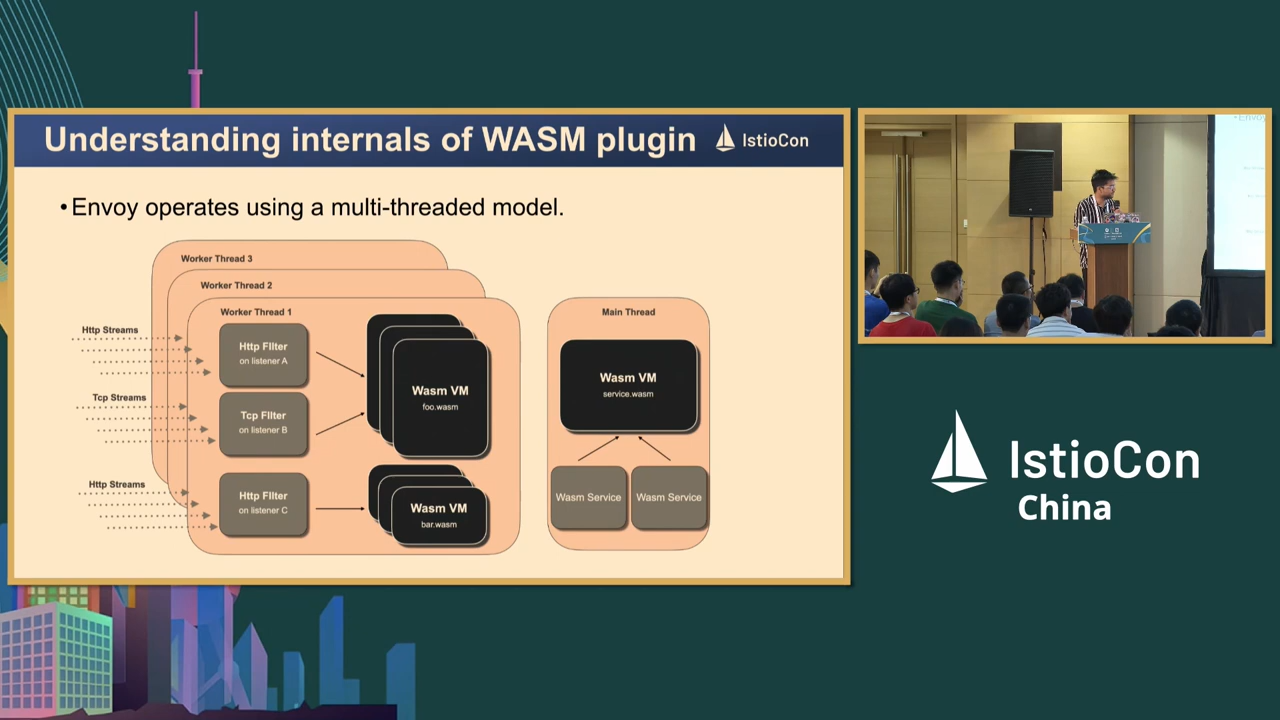 Understanding internals of WASM plugin
IstioCon
• Envoy operates using a multi-threaded model.
Worker Thread 3
Worker Thread 2
Worker Thread 1
Http Streams
Http FIlter
on listener A
Wasm VM
foo.wasm
Tcp Streams
Tcp FIlter
on listener B
Http Streams
Http FIlter
on listener C
Wasm VM
bar.wasm
Main Thread
Wasm VM
service.wasm
Wasm Service
Wasm Service
IstioCon
China